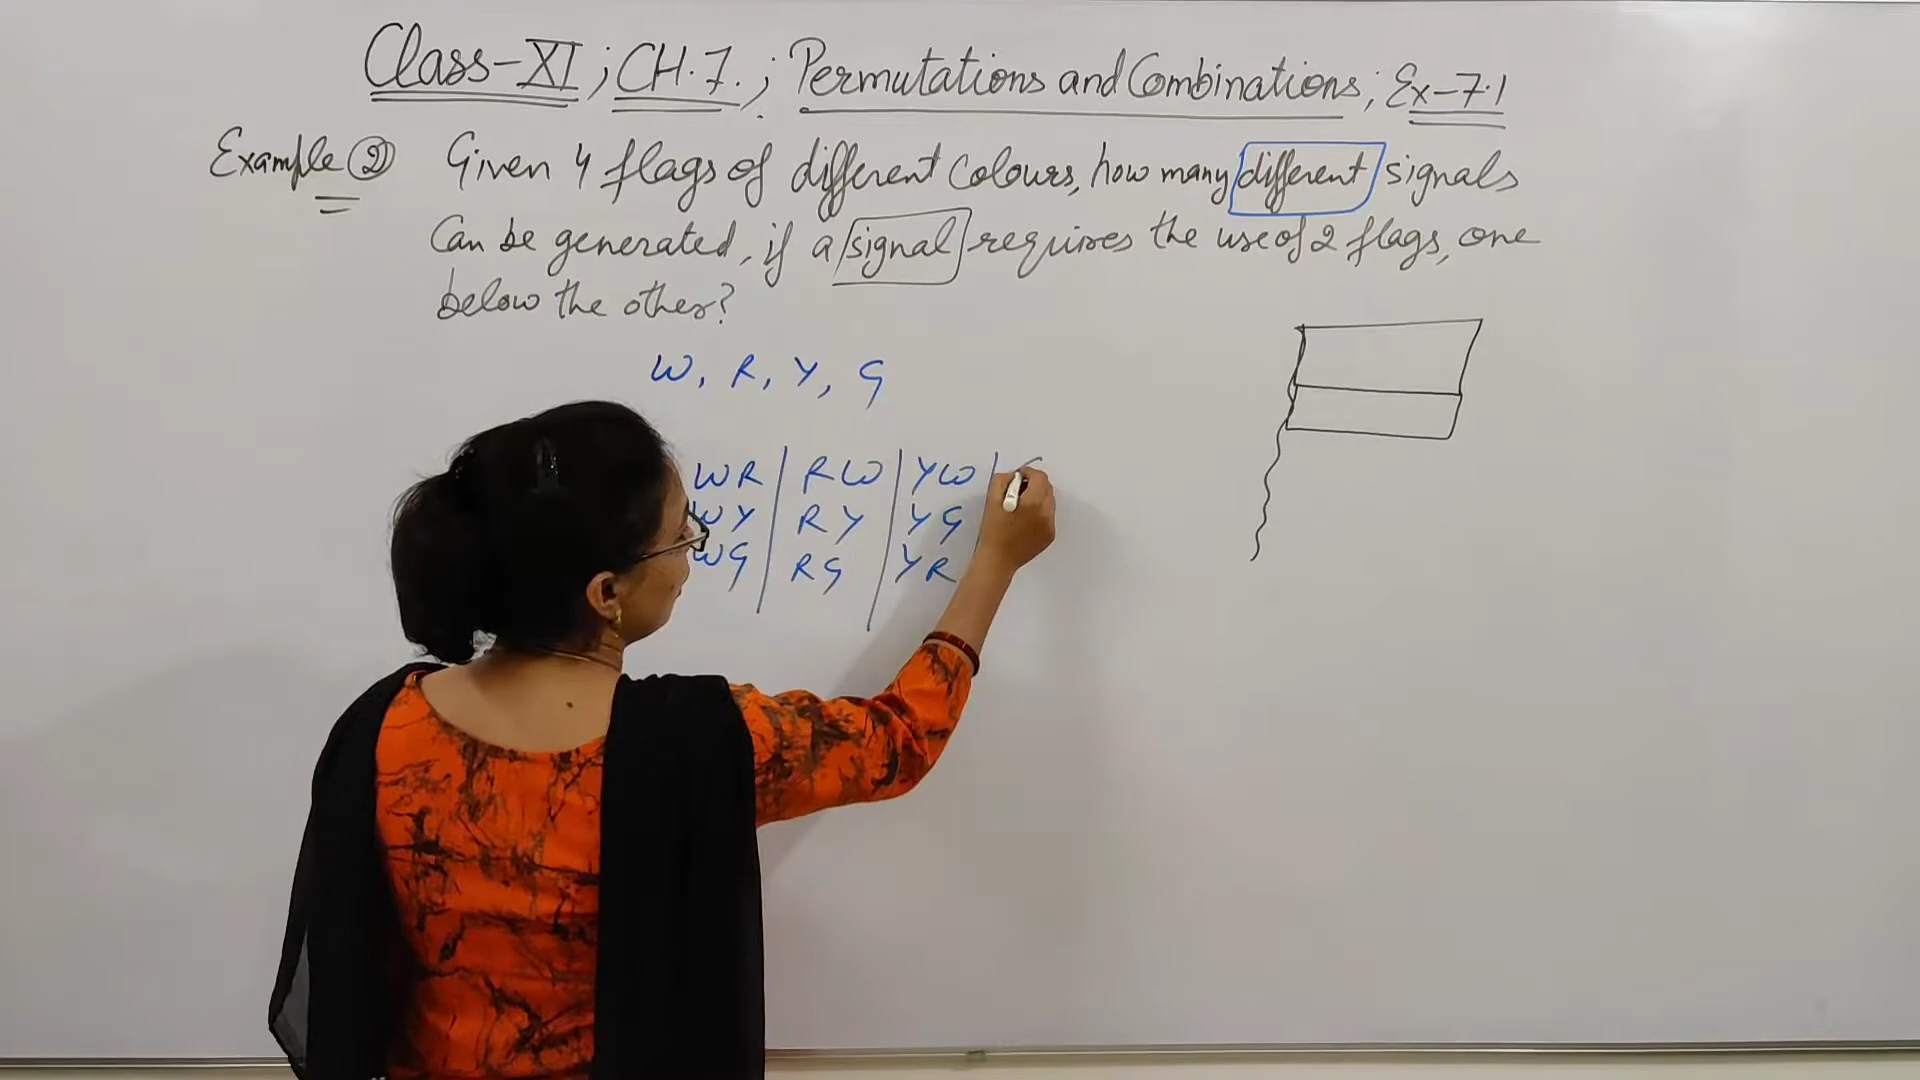 Class-XI ; CH.7. ; Permutations and Combinations ; Ex-7.1
Example ② Given 4 flags of different colours, how many different signals
can be generated, if a signal requires the use of 2 flags, one
below the other?
W, R, Y, G
WR | RW | YW | G
WY | RY | YG
WG | RG | YR